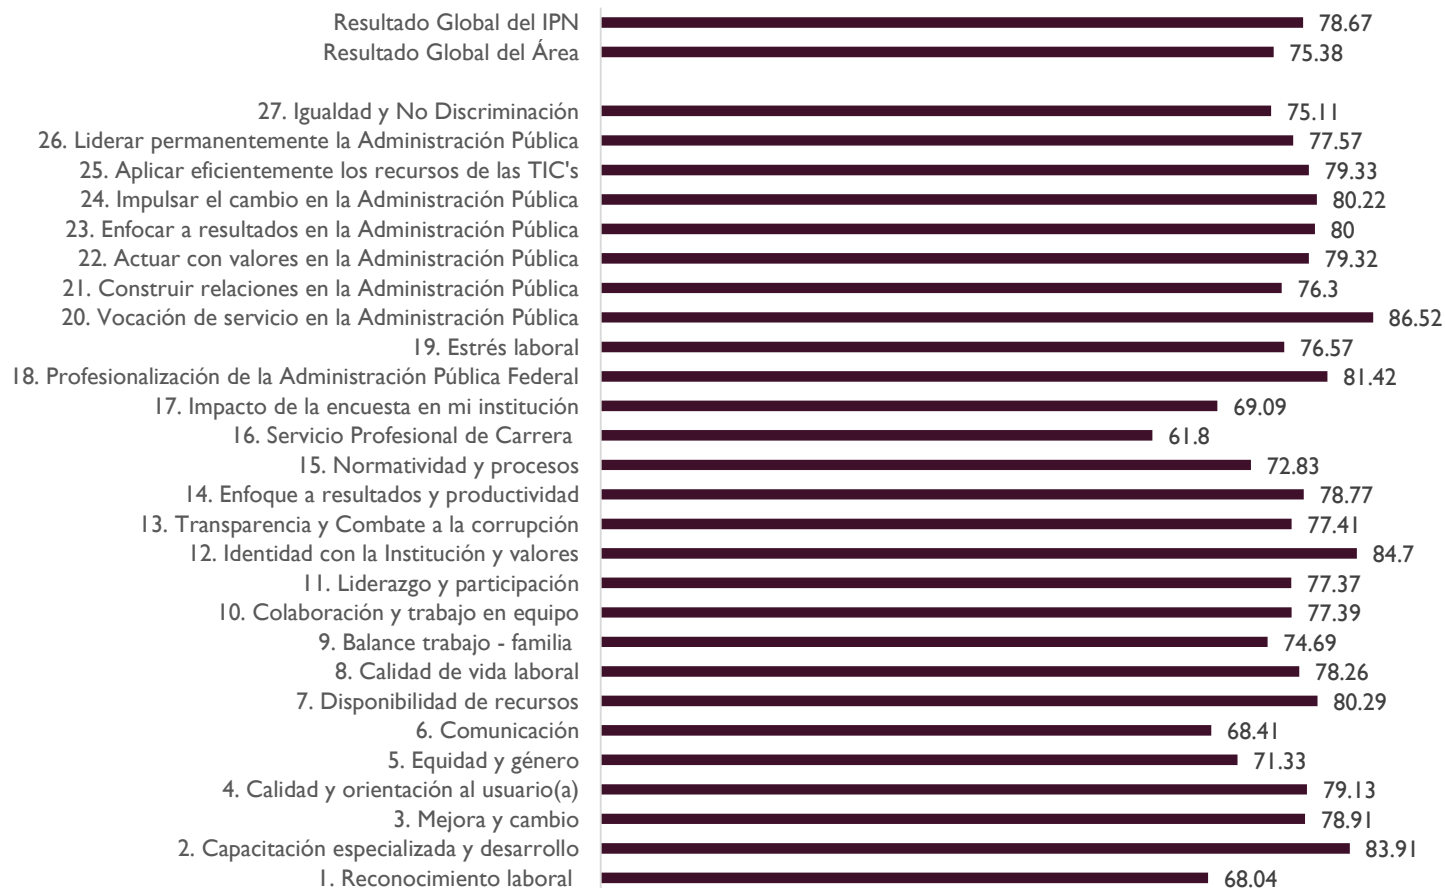 Resultado Global del IPN 78.67
Resultado Global del Área 75.38
27. Igualdad y No Discriminación 75.11
26. Liderar permanentemente la Administración Pública 77.57
25. Aplicar eficientemente los recursos de las TIC's 79.33
24. Impulsar el cambio en la Administración Pública 80.22
23. Enfocar a resultados en la Administración Pública 80
22. Actuar con valores en la Administración Pública 79.32
21. Construir relaciones en la Administración Pública 76.3
20. Vocación de servicio en la Administración Pública 86.52
19. Estrés laboral 76.57
18. Profesionalización de la Administración Pública Federal 81.42
17. Impacto de la encuesta en mi institución 69.09
16. Servicio Profesional de Carrera 61.8
15. Normatividad y procesos 72.83
14. Enfoque a resultados y productividad 78.77
13. Transparencia y Combate a la corrupción 77.41
12. Identidad con la Institución y valores 84.7
11. Liderazgo y participación 77.37
10. Colaboración y trabajo en equipo 77.39
9. Balance trabajo - familia 74.69
8. Calidad de vida laboral 78.26
7. Disponibilidad de recursos 80.29
6. Comunicación 68.41
5. Equidad y género 71.33
4. Calidad y orientación al usuario(a) 79.13
3. Mejora y cambio 78.91
2. Capacitación especializada y desarrollo 83.91
1. Reconocimiento laboral 68.04